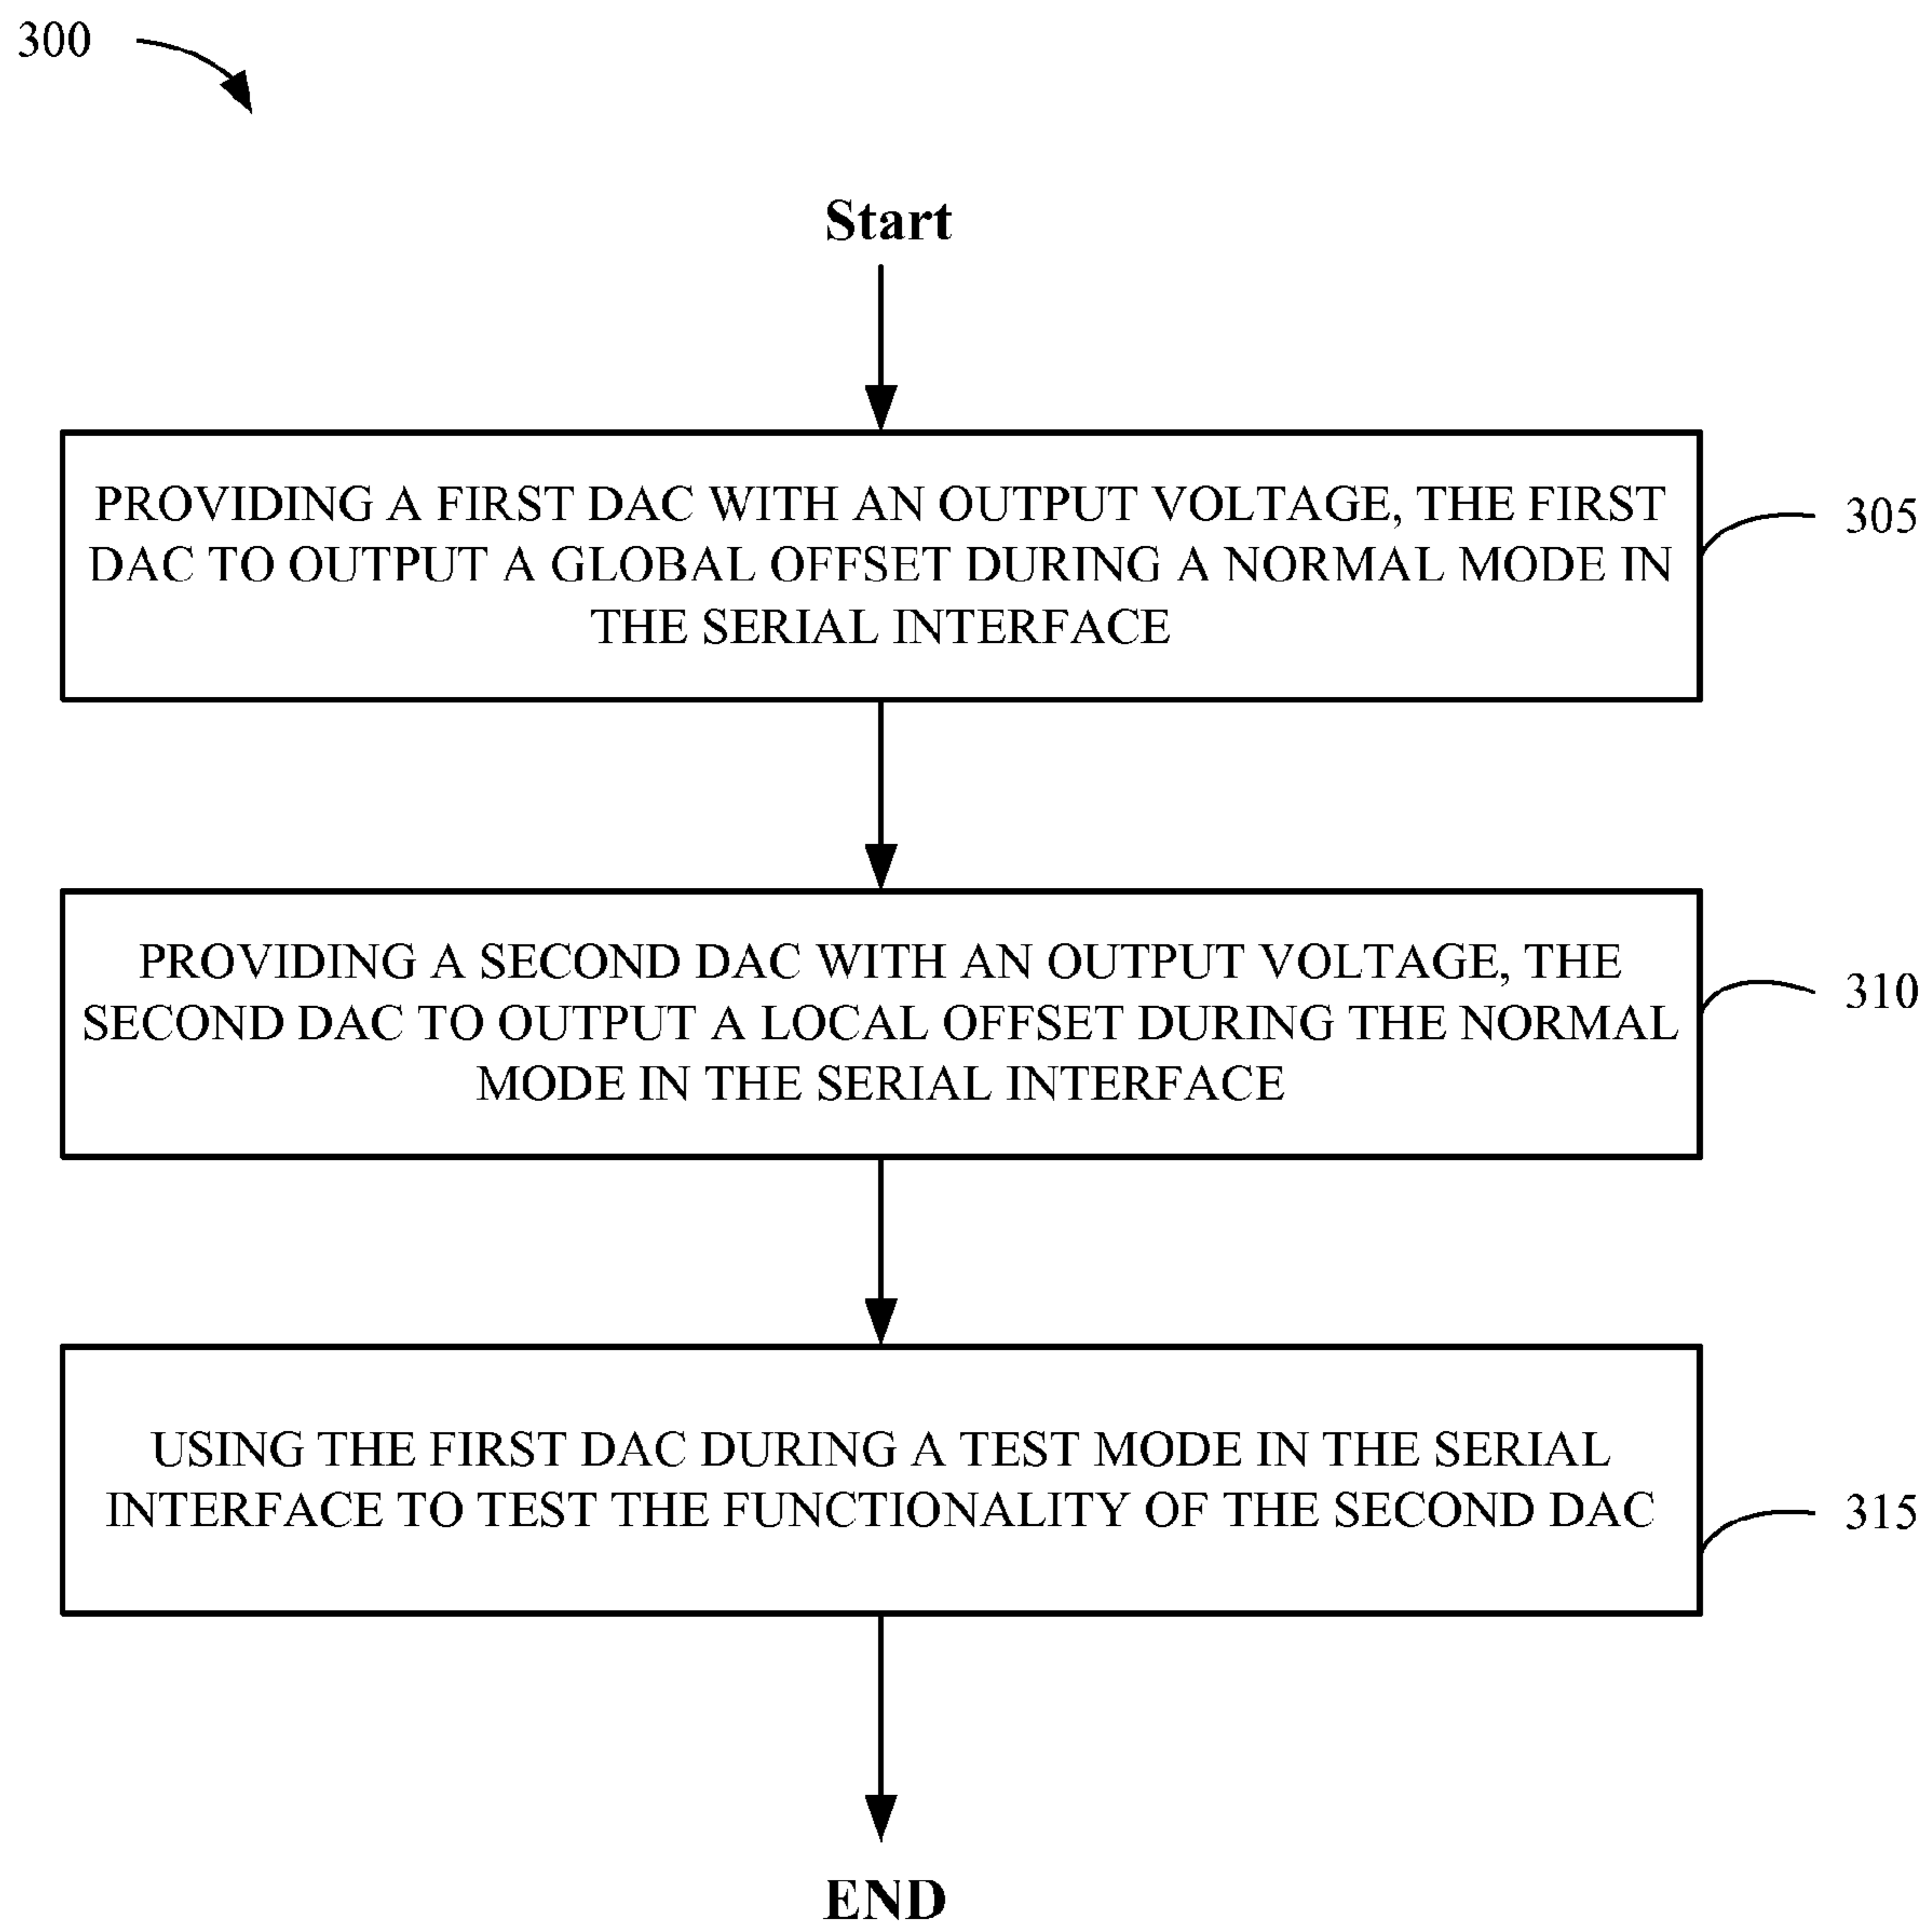 300
Start
PROVIDING A FIRST DAC WITH AN OUTPUT VOLTAGE, THE FIRST
DAC TO OUTPUT A GLOBAL OFFSET DURING A NORMAL MODE IN
THE SERIAL INTERFACE
305
PROVIDING A SECOND DAC WITH AN OUTPUT VOLTAGE, THE
SECOND DAC TO OUTPUT A LOCAL OFFSET DURING THE NORMAL
MODE IN THE SERIAL INTERFACE
310
USING THE FIRST DAC DURING A TEST MODE IN THE SERIAL
INTERFACE TO TEST THE FUNCTIONALITY OF THE SECOND DAC
315
END